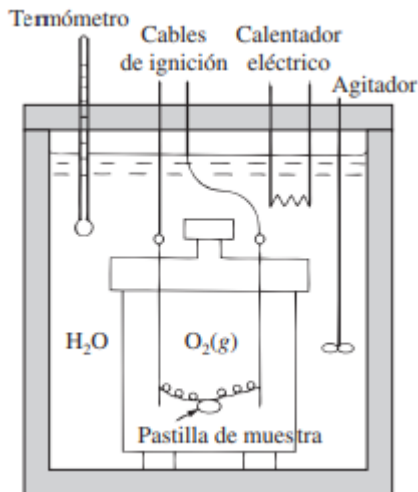 Termómetro
Cables
de ignición
Calentador
eléctrico
Agitador
H₂O
O₂(g)
Pastilla de muestra